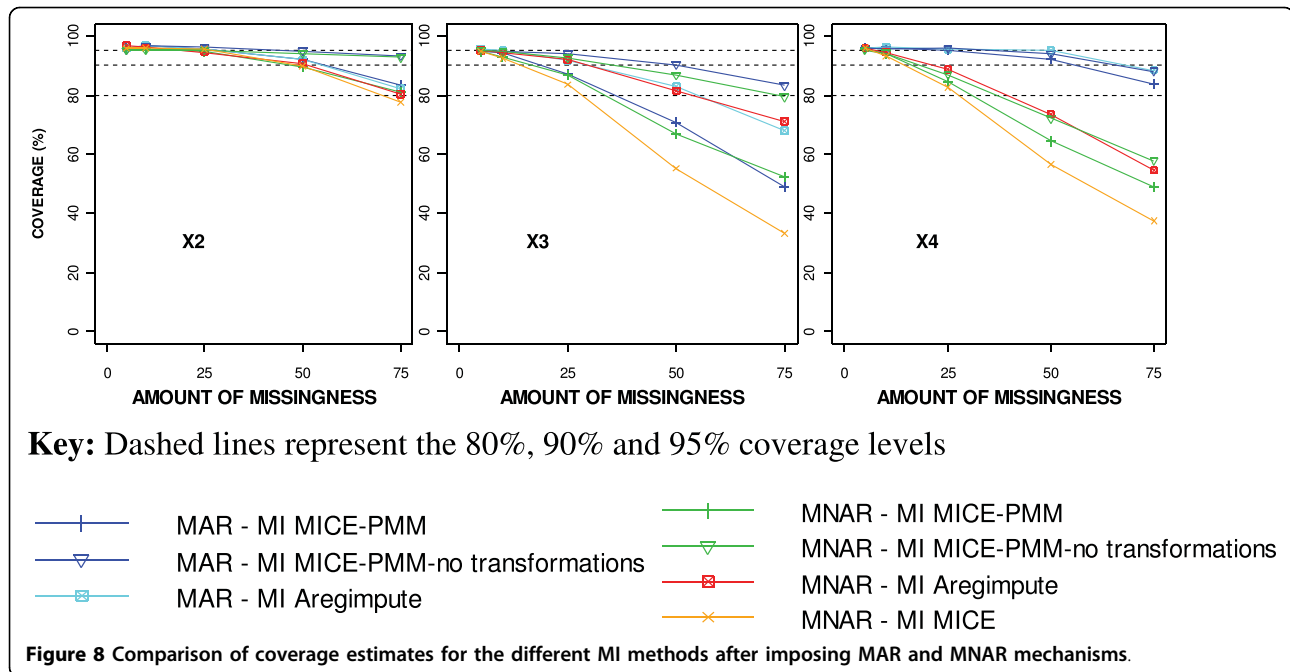 100
80
60
40
20
0
COVERAGE (%)
X2
0 25 50 75
AMOUNT OF MISSINGNESS
100
80
60
40
20
0
X3
0 25 50 75
AMOUNT OF MISSINGNESS
100
80
60
40
20
0
X4
0 25 50 75
AMOUNT OF MISSINGNESS
Key: Dashed lines represent the 80%, 90% and 95% coverage levels
MAR - MI MICE-PMM
MAR - MI MICE-PMM-no transformations
MAR - MI Aregimpute
MNAR - MI MICE-PMM
MNAR - MI MICE-PMM-no transformations
MNAR - MI Aregimpute
MNAR - MI MICE
Figure 8 Comparison of coverage estimates for the different MI methods after imposing MAR and MNAR mechanisms.